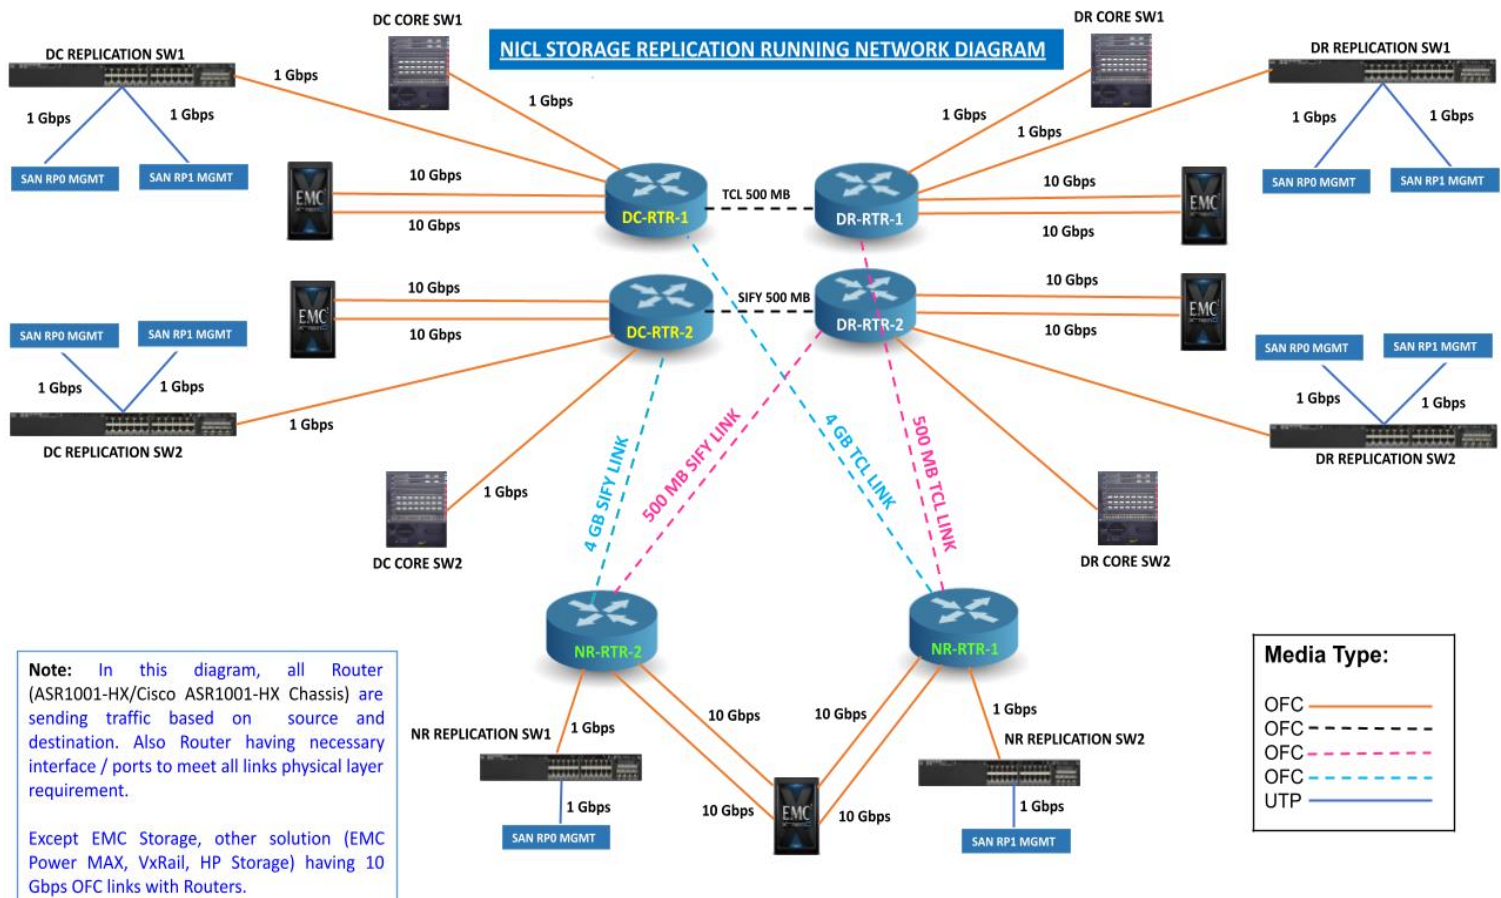 NICL STORAGE REPLICATION RUNNING NETWORK DIAGRAM
DC CORE SW1
DR CORE SW1
DC REPLICATION SW1
DR REPLICATION SW1
1 Gbps
1 Gbps
1 Gbps
1 Gbps
1 Gbps
1 Gbps
1 Gbps
1 Gbps
SAN RP0 MGMT
SAN RP1 MGMT
SAN RP0 MGMT
SAN RP1 MGMT
10 Gbps
10 Gbps
EMC
TCL 500 MB
EMC
DC-RTR-1
DR-RTR-1
10 Gbps
10 Gbps
10 Gbps
10 Gbps
EMC
SIFY 500 MB
EMC
DC-RTR-2
DR-RTR-2
10 Gbps
10 Gbps
SAN RP0 MGMT
SAN RP1 MGMT
SAN RP0 MGMT
SAN RP1 MGMT
1 Gbps
1 Gbps
1 Gbps
1 Gbps
1 Gbps
DC REPLICATION SW2
DR REPLICATION SW2
4 GB SIFY LINK
500 MB SIFY LINK
4 GB TCL LINK
500 MB TCL LINK
1 Gbps
DC CORE SW2
DR CORE SW2
NR-RTR-2
NR-RTR-1
10 Gbps
10 Gbps
1 Gbps
1 Gbps
NR REPLICATION SW1
NR REPLICATION SW2
1 Gbps
10 Gbps
EMC
10 Gbps
1 Gbps
SAN RP0 MGMT
SAN RP1 MGMT
Note: In this diagram, all Router
(ASR1001-HX/Cisco ASR1001-HX Chassis) are
sending traffic based on source and
destination. Also Router having necessary
interface / ports to meet all links physical layer
requirement.
Except EMC Storage, other solution (EMC
Power MAX, VxRail, HP Storage) having 10
Gbps OFC links with Routers.
Media Type:
OFC
OFC
OFC
OFC
UTP